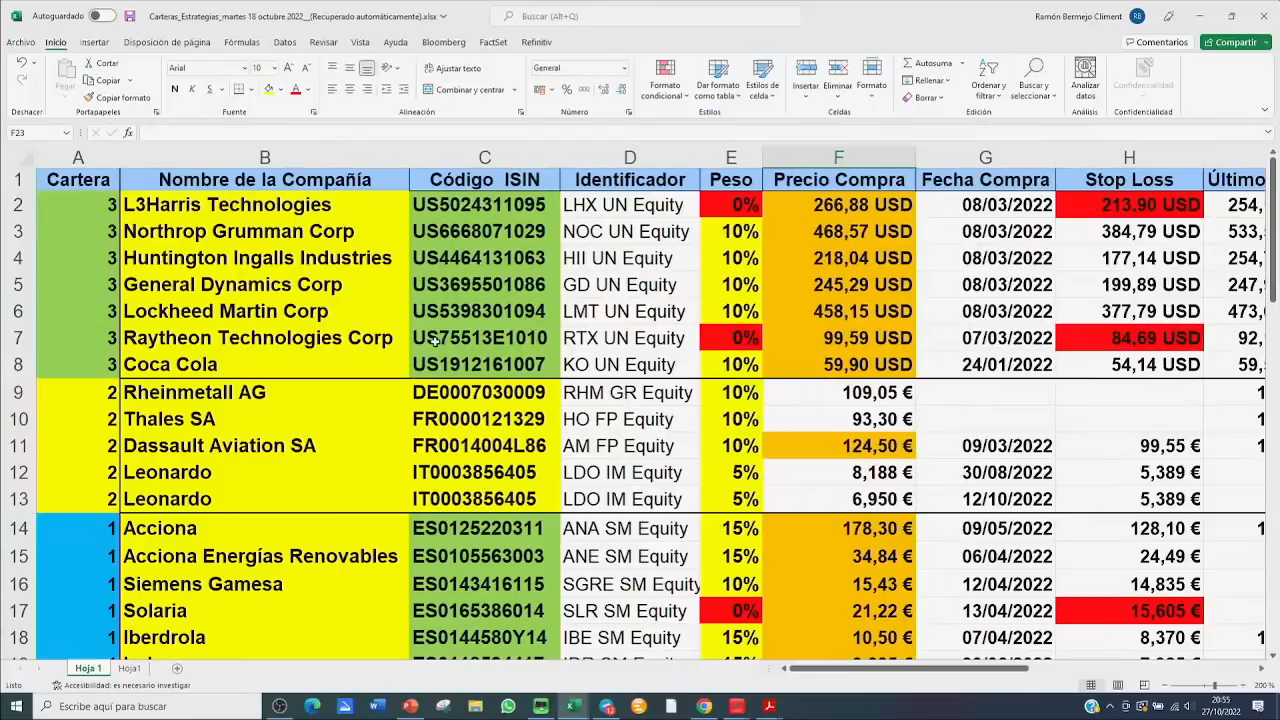 Autoguardado Carteras_Estrategias_martes 18 octubre 2022__(Recuperado automáticamente).xlsx Buscar (Alt+Q) Ramón Bermejo Climent RB
Archivo Inicio Insertar Disposición de página Fórmulas Datos Revisar Vista Ayuda Bloomberg FactSet Refinitiv Comentarios Compartir
Pegar Cortar Arial 10 Ajustar texto General Formato condicional Dar formato como tabla Estilos de celda Insertar Eliminar Formato Autosuma Ordenar y filtrar Buscar y seleccionar Analizar datos Confidencialidad
Copiar Rellenar
Copiar formato N K S Combinar y centrar Borrar
Deshacer Portapapeles Fuente Alineación Número Estilos Celdas Edición Análisis Confidencialidad
F23 fx
A B C D E F G H
1 Cartera Nombre de la Compañía Código ISIN Identificador Peso Precio Compra Fecha Compra Stop Loss Último
2 3 L3Harris Technologies US5024311095 LHX UN Equity 0% 266,88 USD 08/03/2022 213,90 USD 254,
3 3 Northrop Grumman Corp US6668071029 NOC UN Equity 10% 468,57 USD 08/03/2022 384,79 USD 533,
4 3 Huntington Ingalls Industries US4464131063 HII UN Equity 10% 218,04 USD 08/03/2022 177,14 USD 248,
5 3 General Dynamics Corp US3695501086 GD UN Equity 10% 245,29 USD 08/03/2022 199,89 USD 247,
6 3 Lockheed Martin Corp US5398301094 LMT UN Equity 10% 458,15 USD 08/03/2022 377,79 USD 473,
7 3 Raytheon Technologies Corp US75513E1010 RTX UN Equity 0% 99,59 USD 07/03/2022 84,69 USD 92,
8 3 Coca Cola US1912161007 KO UN Equity 10% 59,90 USD 24/01/2022 54,14 USD 59,
9 2 Rheinmetall AG DE0007030009 RHM GR Equity 10% 109,05 € 1
10 2 Thales SA FR0000121329 HO FP Equity 10% 93,30 € 1
11 2 Dassault Aviation SA FR0014004L86 AM FP Equity 10% 124,50 € 09/03/2022 99,55 € 1
12 2 Leonardo IT0003856405 LDO IM Equity 5% 8,188 € 30/08/2022 5,389 €
13 2 Leonardo IT0003856405 LDO IM Equity 5% 6,950 € 12/10/2022 5,389 €
14 1 Acciona ES0125220311 ANA SM Equity 15% 178,30 € 09/05/2022 128,10 € 1
15 1 Acciona Energías Renovables ES0105563003 ANE SM Equity 15% 34,84 € 06/04/2022 24,49 €
16 1 Siemens Gamesa ES0143416115 SGRE SM Equity 10% 15,43 € 12/04/2022 14,835 €
17 1 Solaria ES0165386014 SLR SM Equity 0% 21,22 € 13/04/2022 15,605 €
18 1 Iberdrola ES0144580Y14 IBE SM Equity 15% 10,50 € 07/04/2022 8,370 € 1
Hoja 1 Hoja1
Listo Accesibilidad: es necesario investigar 200 %
Escribe aquí para buscar 20:55
27/10/2022